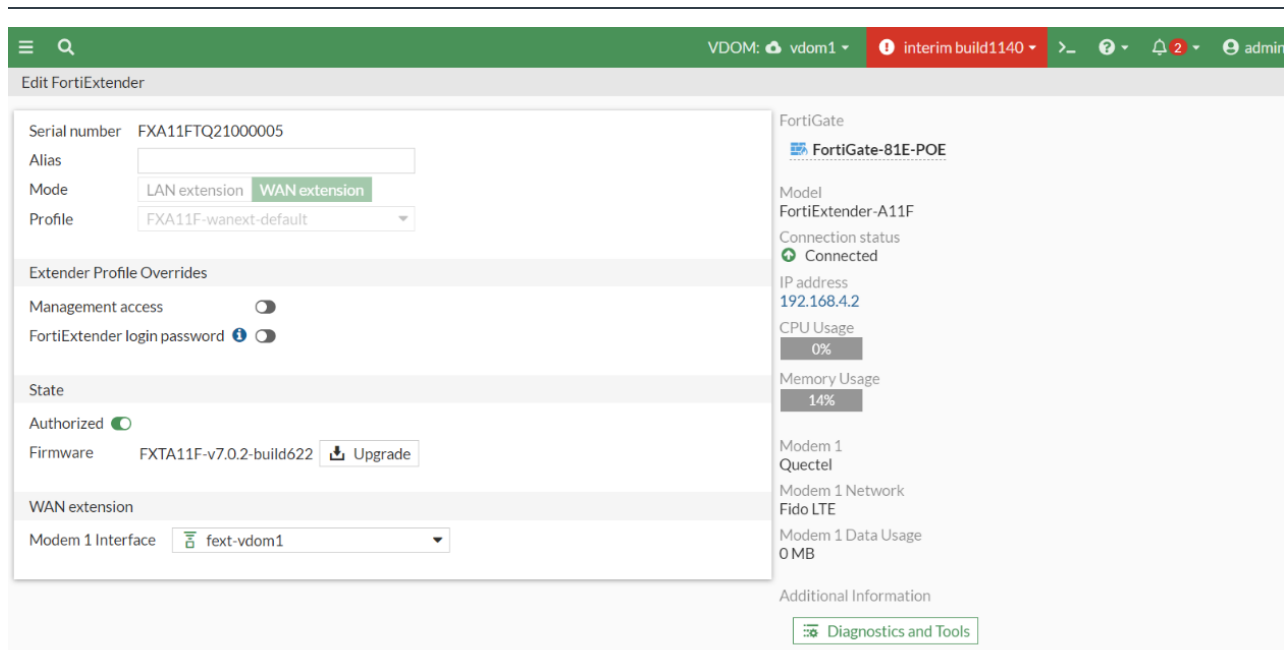 VDOM: vdom1 interim build1140 >_ 2 admin
Edit FortiExtender
Serial number FXA11FTQ21000005
Alias
Mode LAN extension WAN extension
Profile FXA11F-wanext-default
Extender Profile Overrides
Management access
FortiExtender login password
State
Authorized
Firmware FXTA11F-v7.0.2-build622 Upgrade
WAN extension
Modem 1 Interface fext-vdom1
FortiGate
FortiGate-81E-POE
Model
FortiExtender-A11F
Connection status
Connected
IP address
192.168.4.2
CPU Usage
0%
Memory Usage
14%
Modem 1
Quectel
Modem 1 Network
Fido LTE
Modem 1 Data Usage
0 MB
Additional Information
Diagnostics and Tools